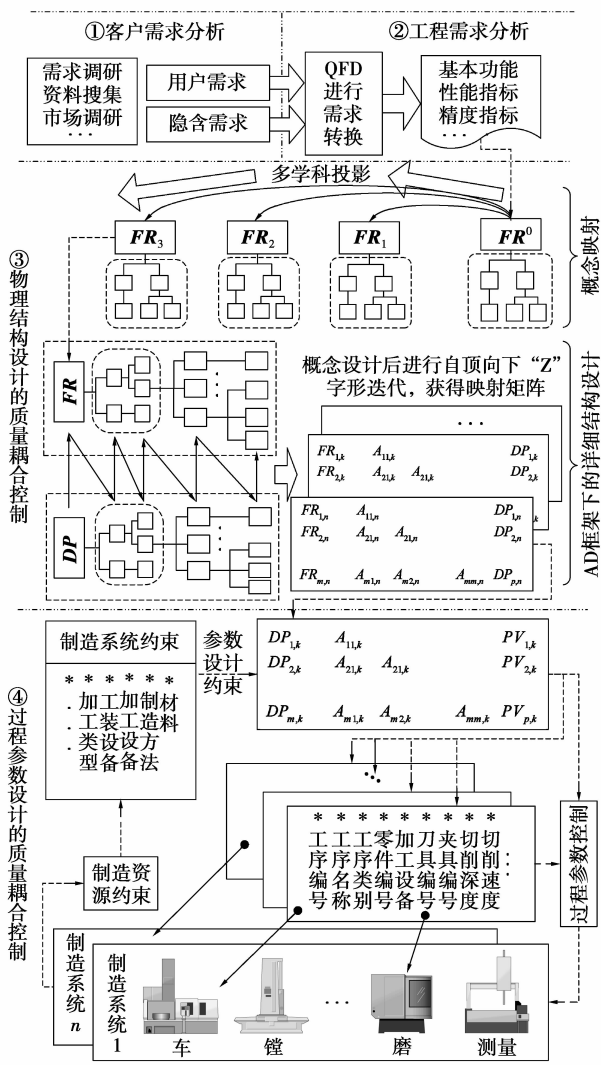 ①客户需求分析
②工程需求分析
需求调研
资料搜集
市场调研
···
用户需求
隐含需求
QFD
进行
需求
转换
基本功能
性能指标
精度指标
多学科投影
FR₃
FR₂
FR₁
FR⁰
概念映射
③物理结构设计的质量耦合控制
FR
DP
概念设计后进行自顶向下“Z”
字形迭代，获得映射矩阵
···
FR1,k A11,k DP1,k
FR2,k A21,k A21,k DP2,k
,k
FR1,n A11,n DP1,n
FR2,n A21,n A21,n DP2,n
FRm,n Am1,n Am2,n Amm,n DPp,n
AD框架下的详细结构设计
④过程参数设计的质量耦合控制
制造系统约束
* * * * * *
加工类型
工装设备
加工设备
制造方法
材料
参数
设计
约束
DP1,k A11,k PV1,k
DP2,k A21,k A21,k PV2,k
DPm,k Am1,k Am2,k Amm,k PVp,k
* * * * * * * * *
工序编号
工序名称
工序类别
零件编号
加工设备
刀具编号
夹具编号
切削深度
切削速度
过程参数控制
制造资
源约束
制造系统n
制造系统1
车
镗
···
磨
测量